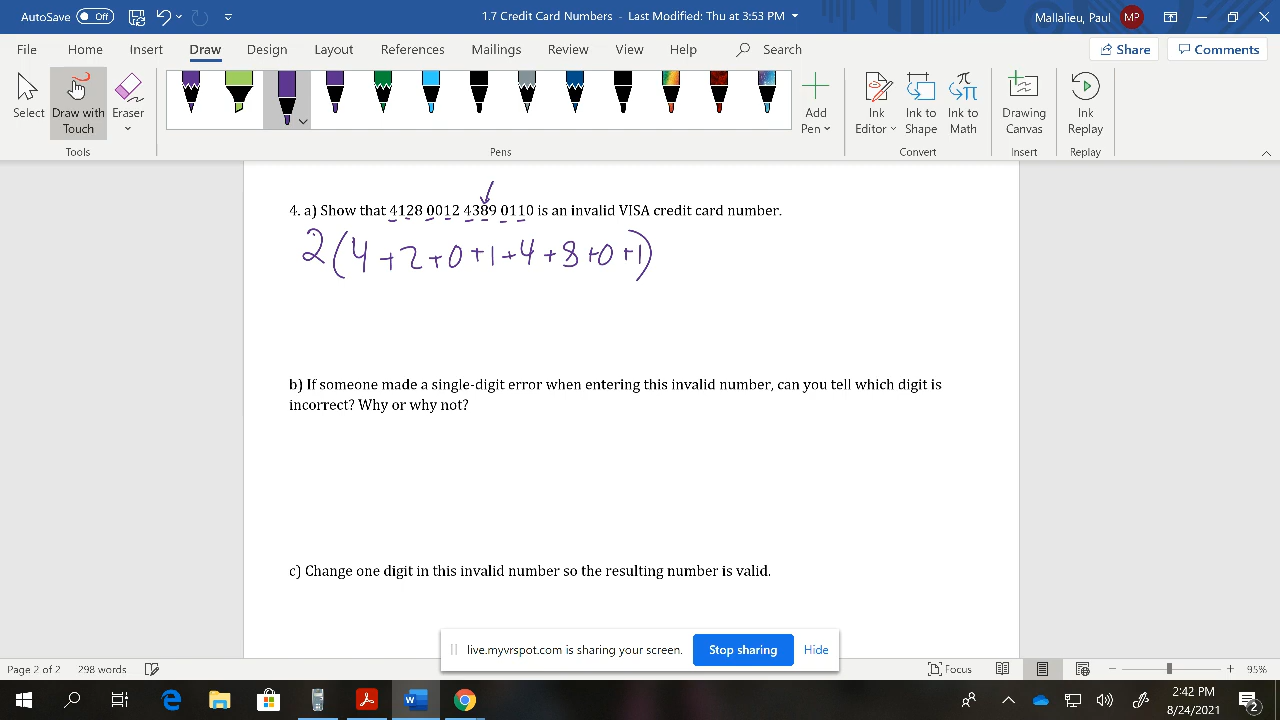 AutoSave Off 1.7 Credit Card Numbers - Last Modified: Thu at 3:53 PM Mallalieu, Paul MP
File Home Insert Draw Design Layout References Mailings Review View Help Search Share Comments
Select Draw with Touch Eraser Add Pen Ink Editor Ink to Shape Ink to Math Drawing Canvas Ink Replay
Tools Pens Convert Insert Replay
4. a) Show that 4128 0012 4389 0110 is an invalid VISA credit card number.
2(4+2+0+1+4+8+0+1)
b) If someone made a single-digit error when entering this invalid number, can you tell which digit is
incorrect? Why or why not?
c) Change one digit in this invalid number so the resulting number is valid.
live.myvrspot.com is sharing your screen. Stop sharing Hide
Page 2 of 2 298 words Focus 95%
2:42 PM
8/24/2021 2